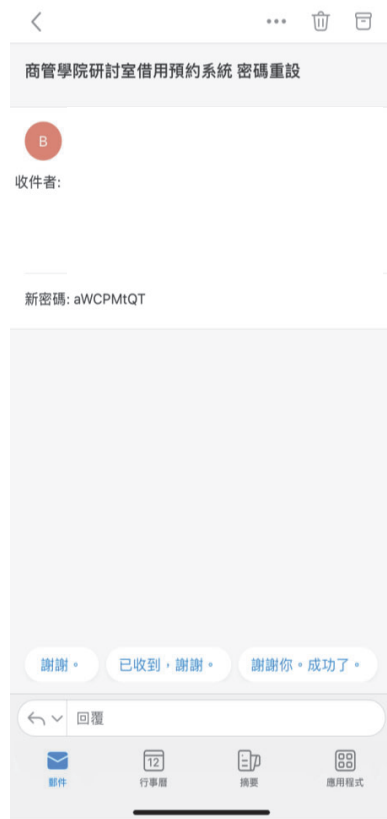 商管學院研討室借用預約系統 密碼重設
B
收件者:
新密碼: aWCPMtQT
謝謝。
已收到，謝謝。
謝謝你。成功了。
回覆
郵件
12
行事曆
摘要
應用程式